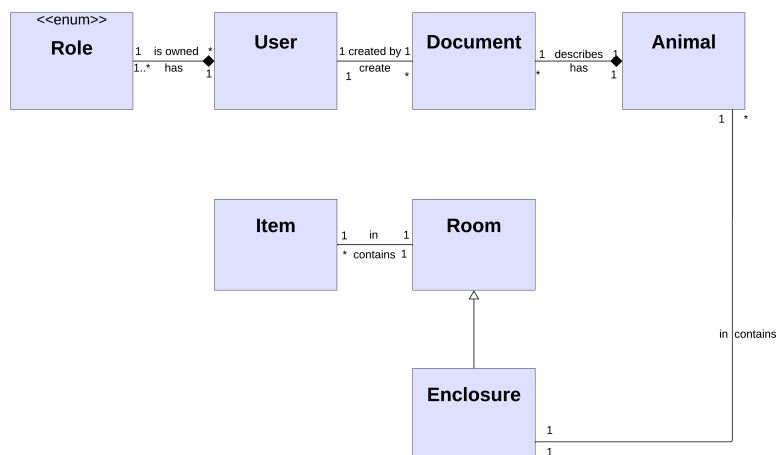 <<enum>>
Role
User
Document
Animal
1 is owned *
1..* has 1
1 created by 1
1 create *
1 describes 1
* has 1
1 *
Item
Room
1 in 1
* contains 1
in contains
Enclosure
1
1